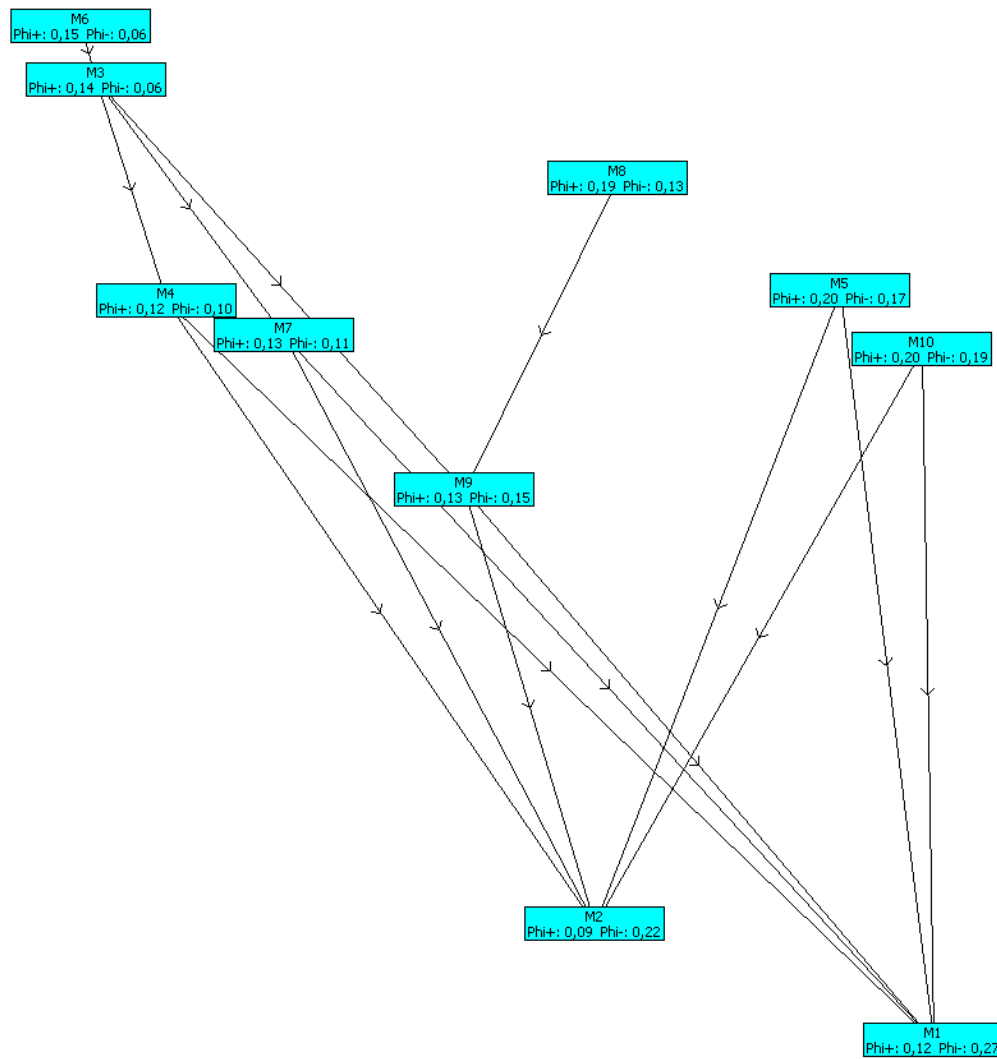 M6
Phi+: 0,15 Phi-: 0,06
M3
Phi+: 0,14 Phi-: 0,06
M8
Phi+: 0,19 Phi-: 0,13
M5
Phi+: 0,20 Phi-: 0,17
M4
Phi+: 0,12 Phi-: 0,10
M7
Phi+: 0,13 Phi-: 0,11
M10
Phi+: 0,20 Phi-: 0,19
M9
Phi+: 0,13 Phi-: 0,15
M2
Phi+: 0,09 Phi-: 0,22
M1
Phi+: 0,12 Phi-: 0,27